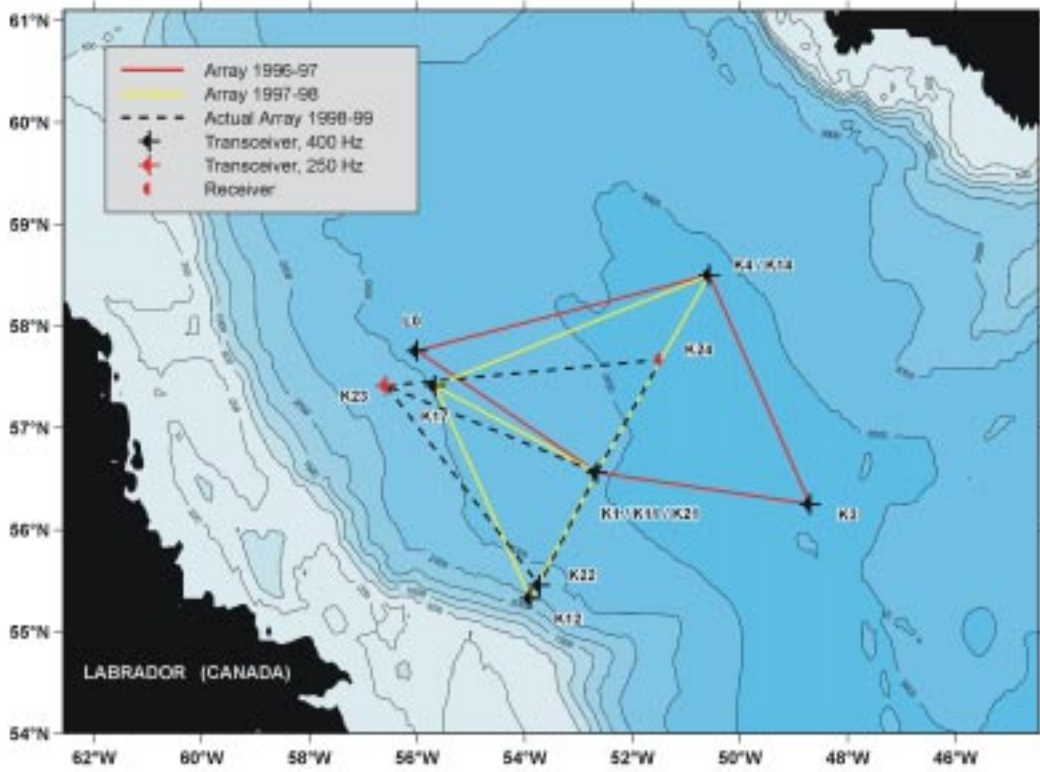 61°N
60°N
59°N
58°N
57°N
56°N
55°N
54°N
Array 1996-97
Array 1997-98
Actual Array 1998-99
Transceiver, 400 Hz
Transceiver, 250 Hz
Receiver
K4 / K14
L0
K24
K23
K17
K1 / K11 / K21
K3
K22
K12
LABRADOR (CANADA)
62°W
60°W
58°W
56°W
54°W
52°W
50°W
48°W
46°W